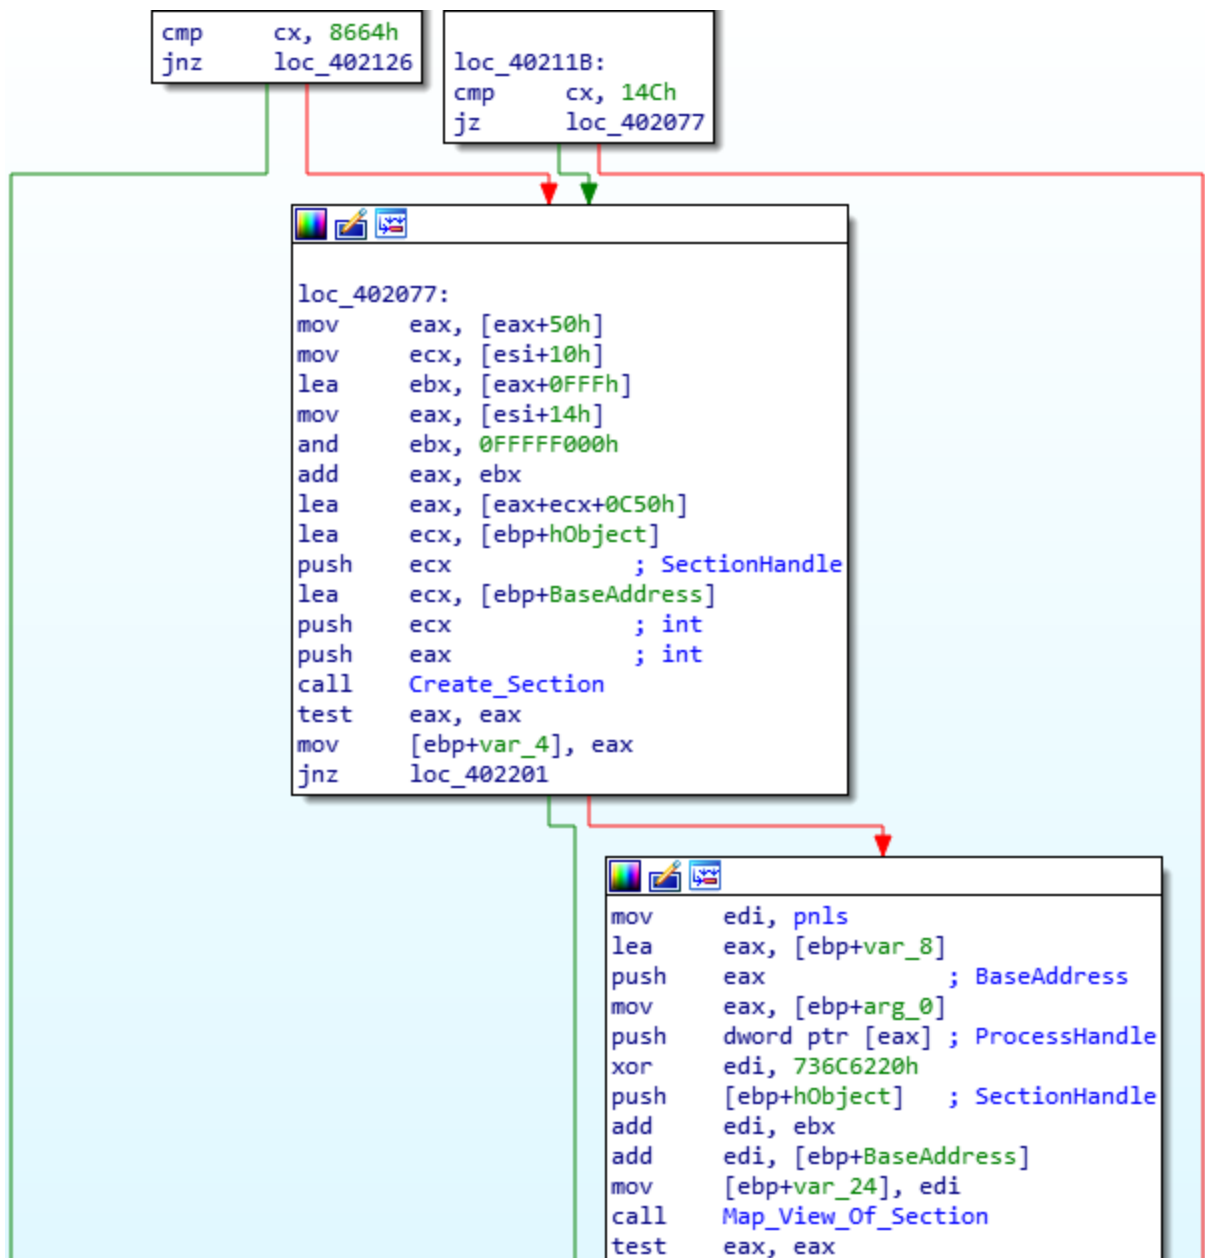 cmp cx, 8664h
jnz loc_402126
loc_40211B:
cmp cx, 14Ch
jz loc_402077
loc_402077:
mov eax, [eax+50h]
mov ecx, [esi+10h]
lea ebx, [eax+0FFFh]
mov eax, [esi+14h]
and ebx, 0FFFFF000h
add eax, ebx
lea eax, [eax+ecx+0C50h]
lea ecx, [ebp+hObject]
push ecx ; SectionHandle
lea ecx, [ebp+BaseAddress]
push ecx ; int
push eax ; int
call Create_Section
test eax, eax
mov [ebp+var_4], eax
jnz loc_402201
mov edi, pnls
lea eax, [ebp+var_8]
push eax ; BaseAddress
mov eax, [ebp+arg_0]
push dword ptr [eax] ; ProcessHandle
xor edi, 736C6220h
push [ebp+hObject] ; SectionHandle
add edi, ebx
add edi, [ebp+BaseAddress]
mov [ebp+var_24], edi
call Map_View_Of_Section
test eax, eax